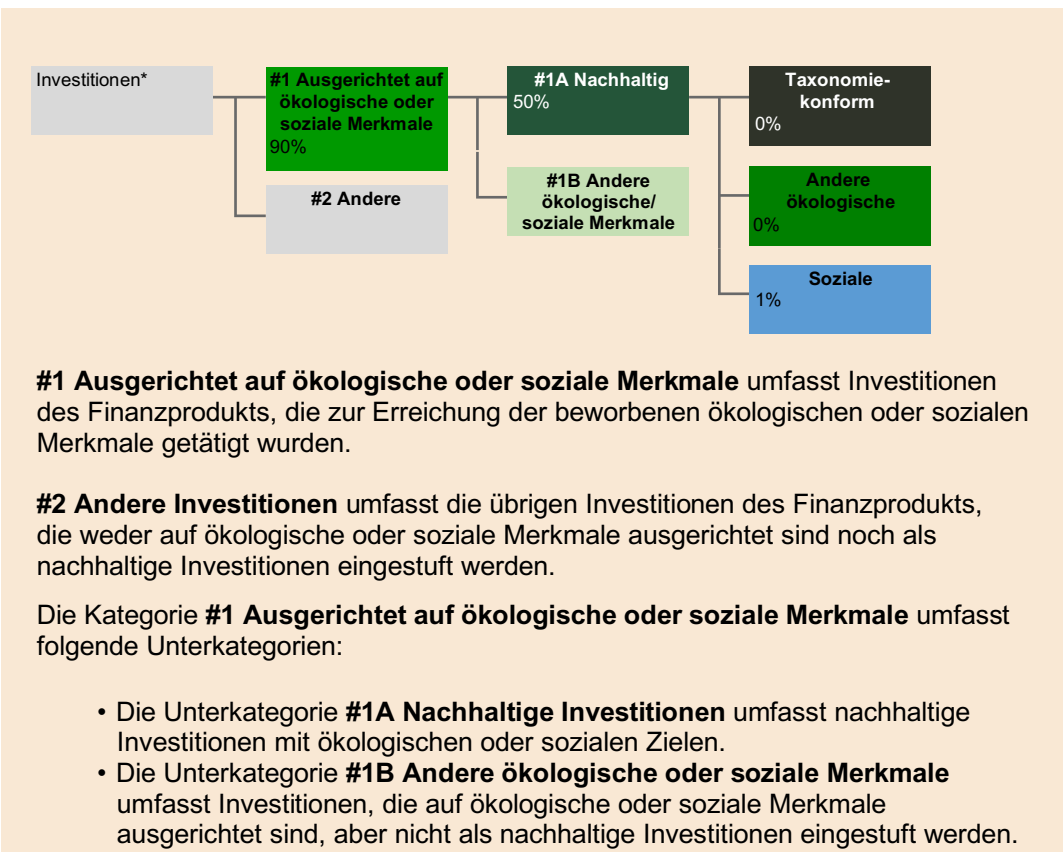 Investitionen*
#1 Ausgerichtet auf
ökologische oder
soziale Merkmale
90%
#2 Andere
#1A Nachhaltig
50%
#1B Andere
ökologische/
soziale Merkmale
Taxonomie-
konform
0%
Andere
ökologische
0%
Soziale
1%
#1 Ausgerichtet auf ökologische oder soziale Merkmale umfasst Investitionen
des Finanzprodukts, die zur Erreichung der beworbenen ökologischen oder sozialen
Merkmale getätigt wurden.
#2 Andere Investitionen umfasst die übrigen Investitionen des Finanzprodukts,
die weder auf ökologische oder soziale Merkmale ausgerichtet sind noch als
nachhaltige Investitionen eingestuft werden.
Die Kategorie #1 Ausgerichtet auf ökologische oder soziale Merkmale umfasst
folgende Unterkategorien:
• Die Unterkategorie #1A Nachhaltige Investitionen umfasst nachhaltige
Investitionen mit ökologischen oder sozialen Zielen.
• Die Unterkategorie #1B Andere ökologische oder soziale Merkmale
umfasst Investitionen, die auf ökologische oder soziale Merkmale
ausgerichtet sind, aber nicht als nachhaltige Investitionen eingestuft werden.